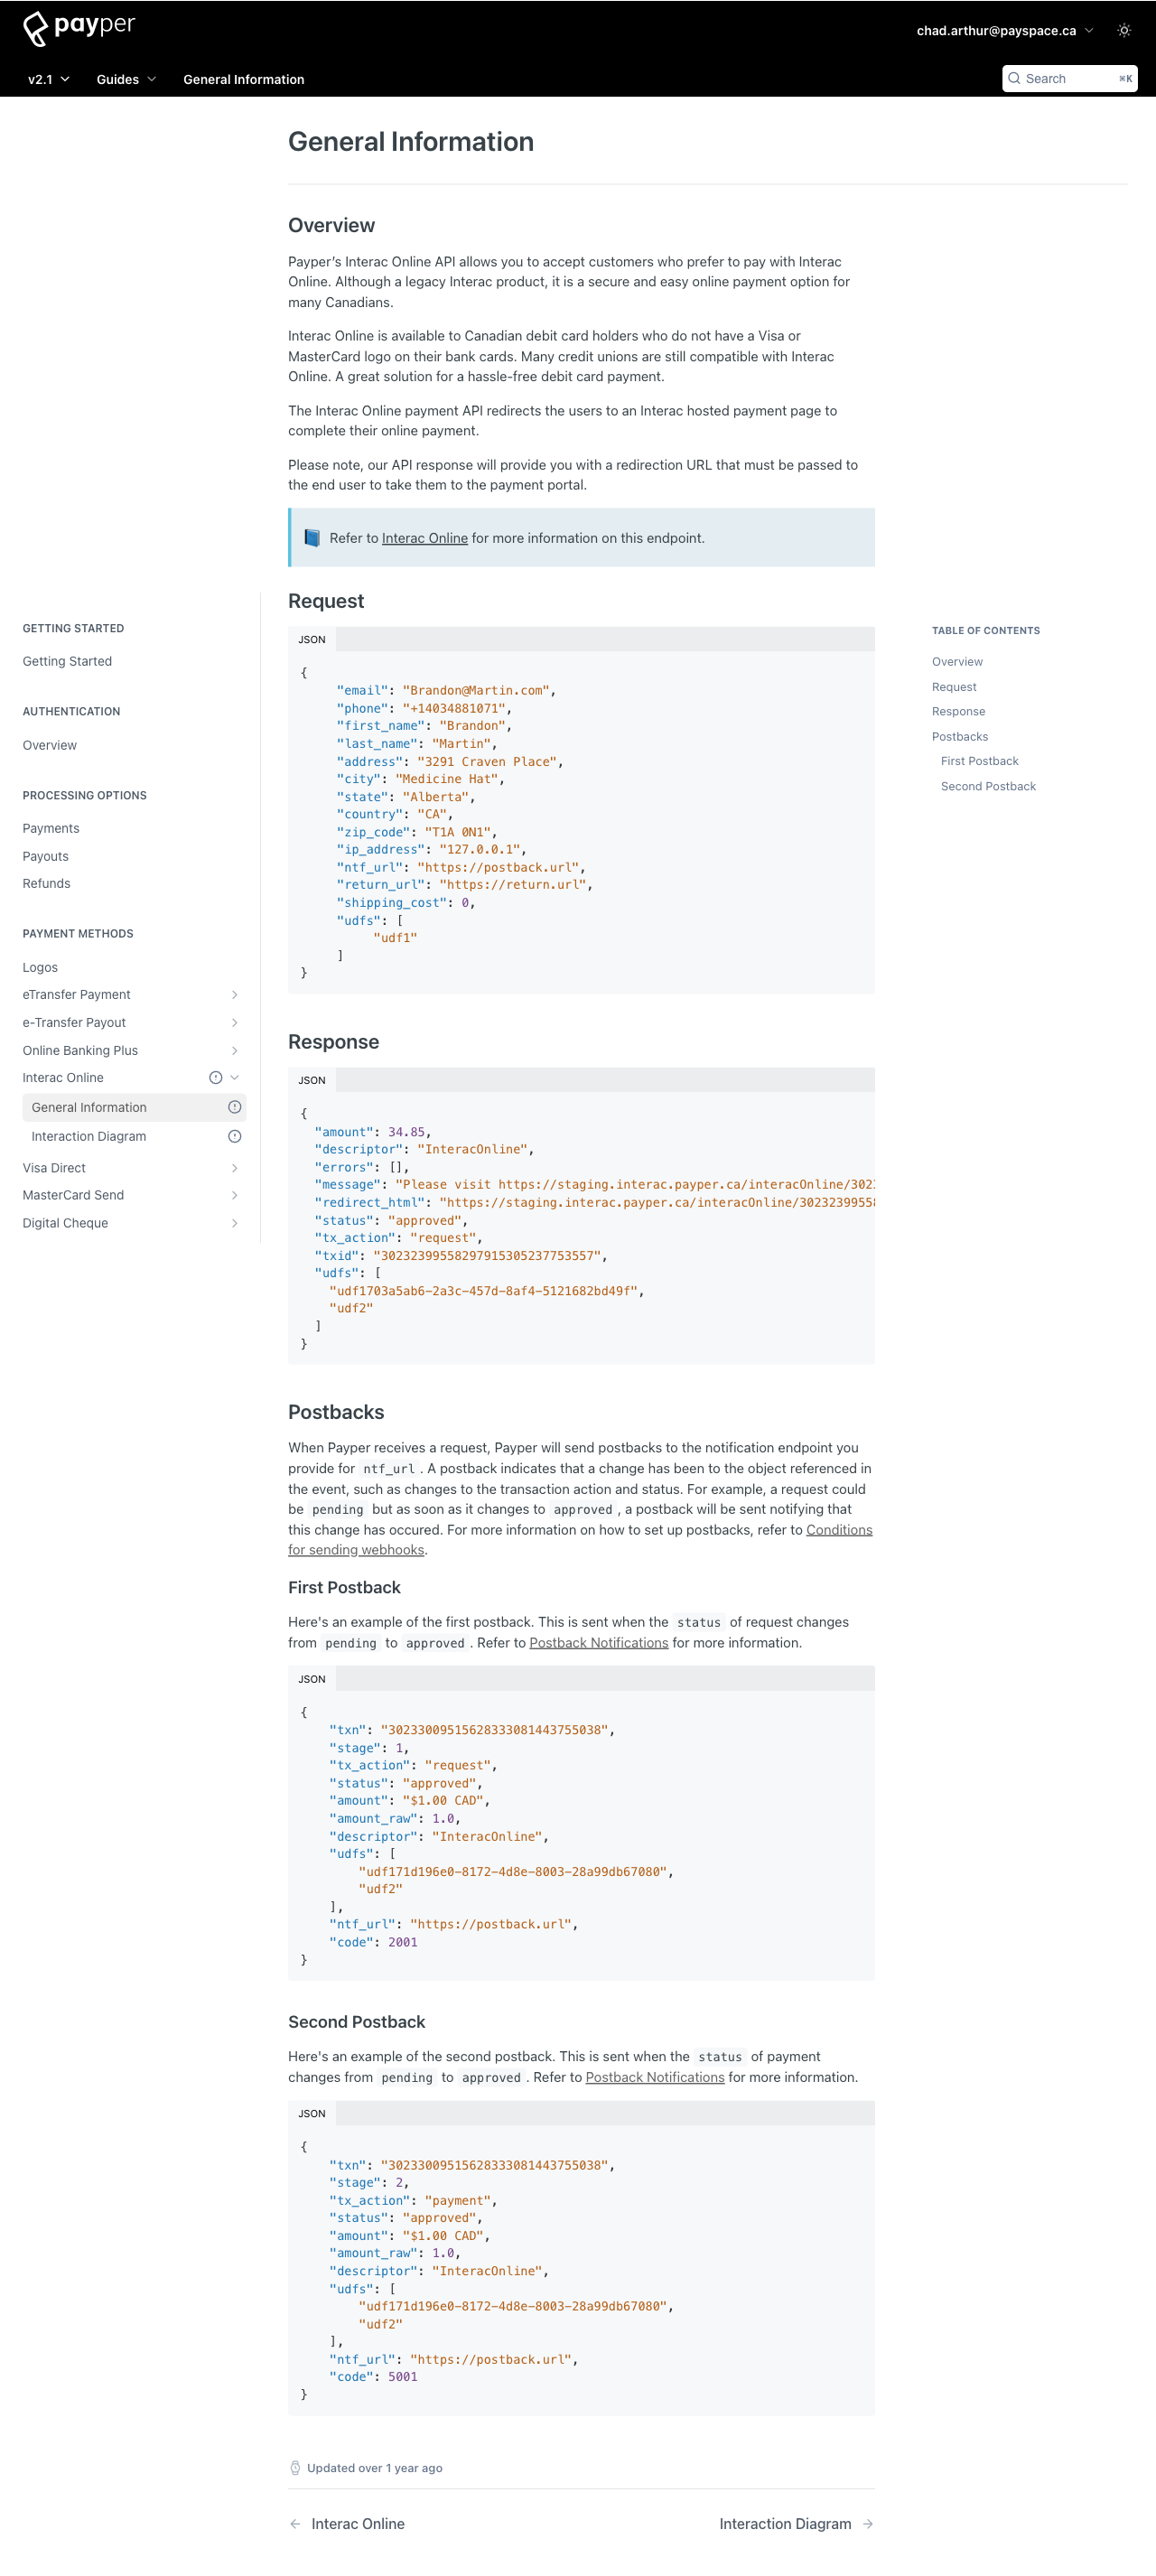 payper
chad.arthur@payspace.ca
v2.1
Guides
General Information
Search
⌘K
General Information
Overview
Payper’s Interac Online API allows you to accept customers who prefer to pay with Interac
Online. Although a legacy Interac product, it is a secure and easy online payment option for
many Canadians.
Interac Online is available to Canadian debit card holders who do not have a Visa or
MasterCard logo on their bank cards. Many credit unions are still compatible with Interac
Online. A great solution for a hassle-free debit card payment.
The Interac Online payment API redirects the users to an Interac hosted payment page to
complete their online payment.
Please note, our API response will provide you with a redirection URL that must be passed to
the end user to take them to the payment portal.
Refer to Interac Online for more information on this endpoint.
GETTING STARTED
Getting Started
AUTHENTICATION
Overview
PROCESSING OPTIONS
Payments
Payouts
Refunds
PAYMENT METHODS
Logos
eTransfer Payment
e-Transfer Payout
Online Banking Plus
Interac Online
General Information
Interaction Diagram
Visa Direct
MasterCard Send
Digital Cheque
Request
JSON
{
"email": "Brandon@Martin.com",
"phone": "+14034881071",
"first_name": "Brandon",
"last_name": "Martin",
"address": "3291 Craven Place",
"city": "Medicine Hat",
"state": "Alberta",
"country": "CA",
"zip_code": "T1A 0N1",
"ip_address": "127.0.0.1",
"ntf_url": "https://postback.url",
"return_url": "https://return.url",
"shipping_cost": 0,
"udfs": [
"udf1"
]
}
Response
JSON
{
"amount": 34.85,
"descriptor": "InteracOnline",
"errors": [],
"message": "Please visit https://staging.interac.payper.ca/interacOnline/3023
"redirect_html": "https://staging.interac.payper.ca/interacOnline/30232399558
"status": "approved",
"tx_action": "request",
"txid": "30232399558297915305237753557",
"udfs": [
"udf1703a5ab6-2a3c-457d-8af4-5121682bd49f",
"udf2"
]
}
Postbacks
When Payper receives a request, Payper will send postbacks to the notification endpoint you
provide for ntf_url. A postback indicates that a change has been to the object referenced in
the event, such as changes to the transaction action and status. For example, a request could
be pending but as soon as it changes to approved, a postback will be sent notifying that
this change has occured. For more information on how to set up postbacks, refer to Conditions
for sending webhooks.
First Postback
Here's an example of the first postback. This is sent when the status of request changes
from pending to approved. Refer to Postback Notifications for more information.
JSON
{
"txn": "30233009515628333081443755038",
"stage": 1,
"tx_action": "request",
"status": "approved",
"amount": "$1.00 CAD",
"amount_raw": 1.0,
"descriptor": "InteracOnline",
"udfs": [
"udf171d196e0-8172-4d8e-8003-28a99db67080",
"udf2"
],
"ntf_url": "https://postback.url",
"code": 2001
}
Second Postback
Here's an example of the second postback. This is sent when the status of payment
changes from pending to approved. Refer to Postback Notifications for more information.
JSON
{
"txn": "30233009515628333081443755038",
"stage": 2,
"tx_action": "payment",
"status": "approved",
"amount": "$1.00 CAD",
"amount_raw": 1.0,
"descriptor": "InteracOnline",
"udfs": [
"udf171d196e0-8172-4d8e-8003-28a99db67080",
"udf2"
],
"ntf_url": "https://postback.url",
"code": 5001
}
Updated over 1 year ago
← Interac Online
Interaction Diagram →
TABLE OF CONTENTS
Overview
Request
Response
Postbacks
First Postback
Second Postback